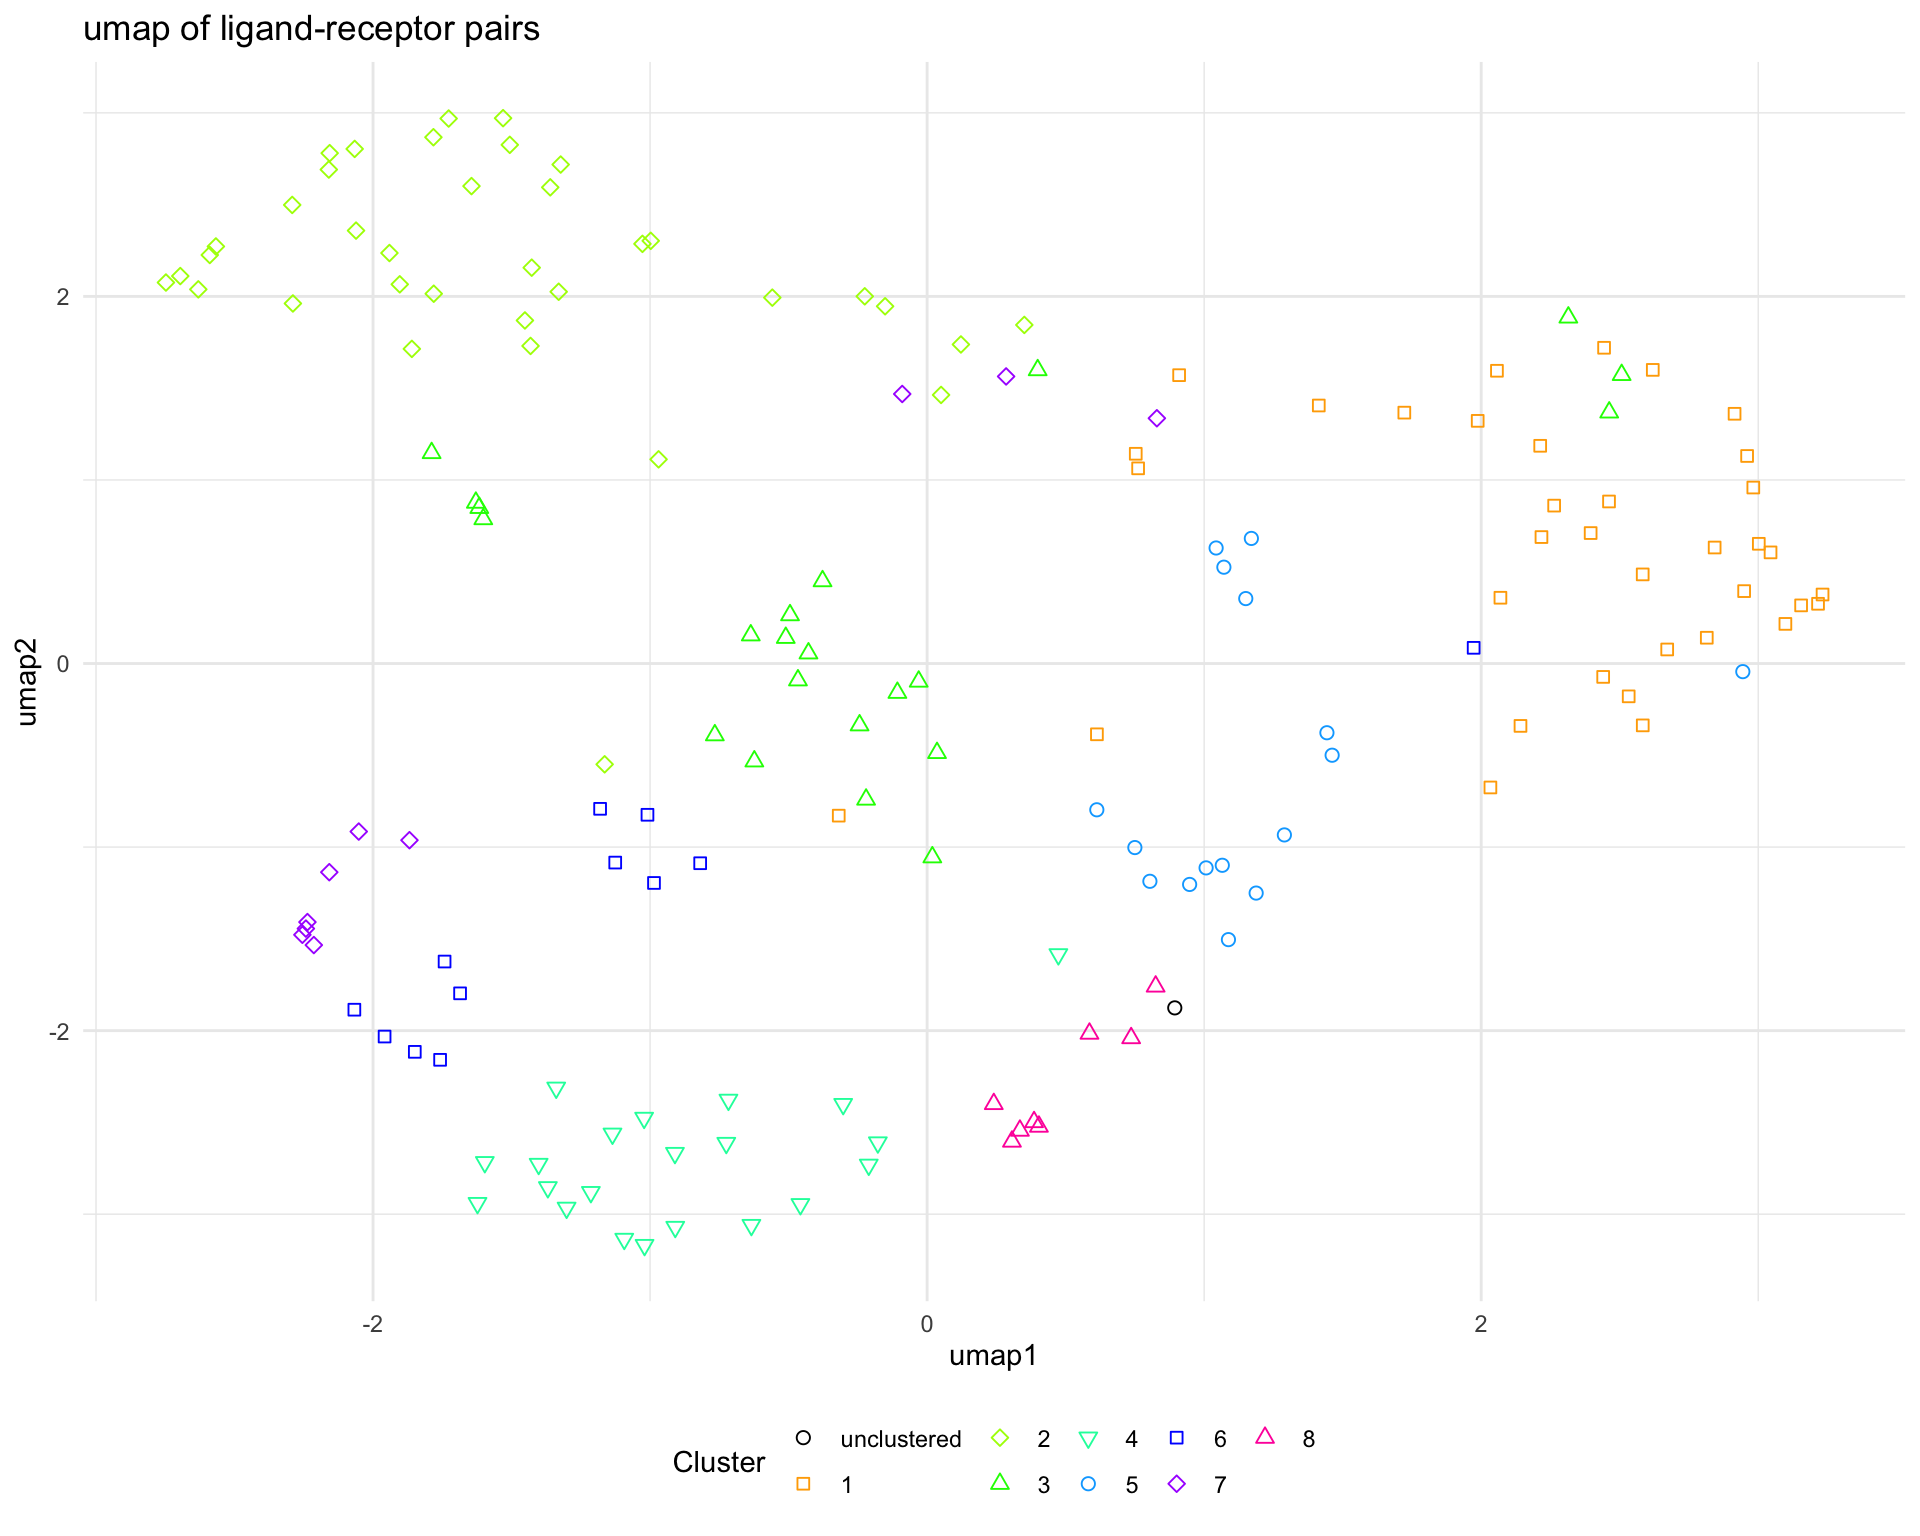 umap of ligand-receptor pairs
umap2
2
0
-2
-2 0 2
umap1
Cluster
unclustered 2 4 6 8
1 3 5 7